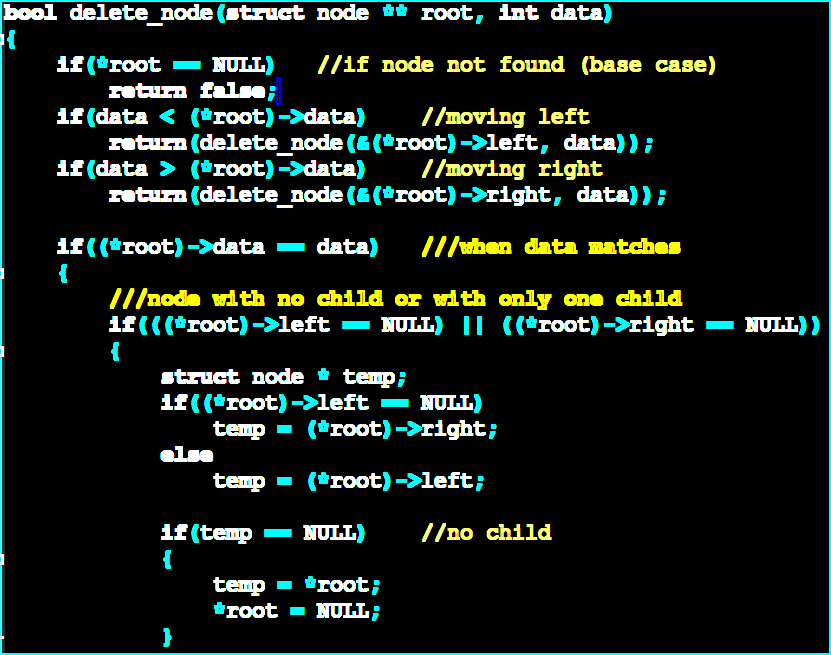 bool delete_node(struct node ** root, int data)
{
    if(*root == NULL)   //if node not found (base case)
        return false;
    if(data < (*root)->data)    //moving left
        return(delete_node(&(*root)->left, data));
    if(data > (*root)->data)    //moving right
        return(delete_node(&(*root)->right, data));

    if((*root)->data == data)   ///when data matches
    {
        ///node with no child or with only one child
        if(((*root)->left == NULL) || ((*root)->right == NULL))
        {
            struct node * temp;
            if((*root)->left == NULL)
                temp = (*root)->right;
            else
                temp = (*root)->left;

            if(temp == NULL)    //no child
            {
                temp = *root;
                *root = NULL;
            }